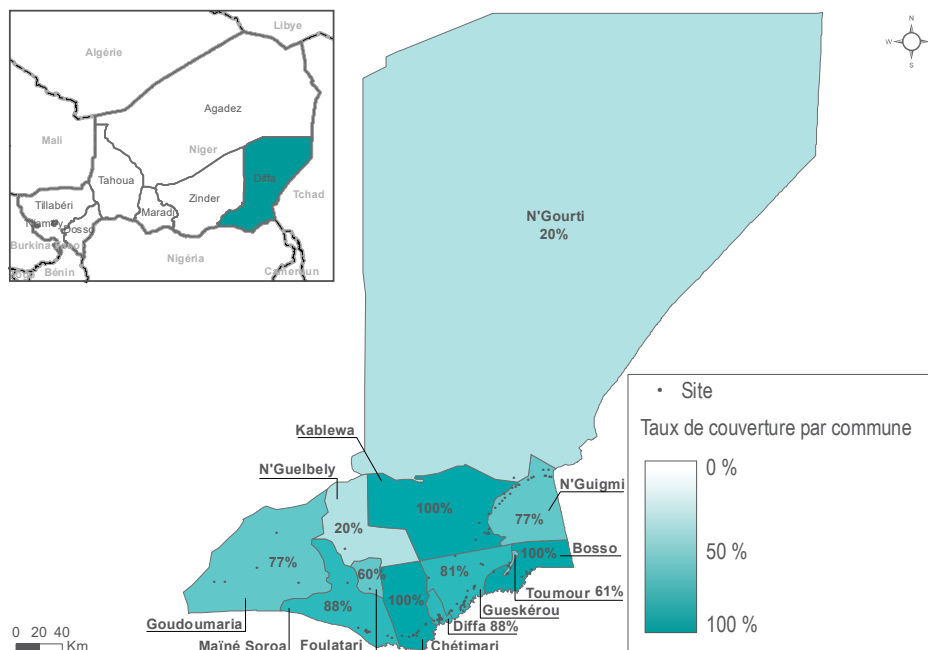 Libye
Algérie
Agadez
Mali
Niger
Tahoua
Diffa
Zinder
Tchad
Tillabéri
Maradi
Niamey
Dosso
Burkina Faso
Nigéria
Togo
Bénin
Cameroun
N
W
E
S
N'Gourti
20%
Kablewa
N'Guelbely
N'Guigmi
100%
77%
20%
Bosso
100%
77%
60%
81%
Toumour 61%
100%
88%
Gueskérou
Goudoumaria
Diffa 88%
Maïné Soroa
Foulatari
Chétimari
0 20 40
Km
Site
Taux de couverture par commune
0 %
50 %
100 %